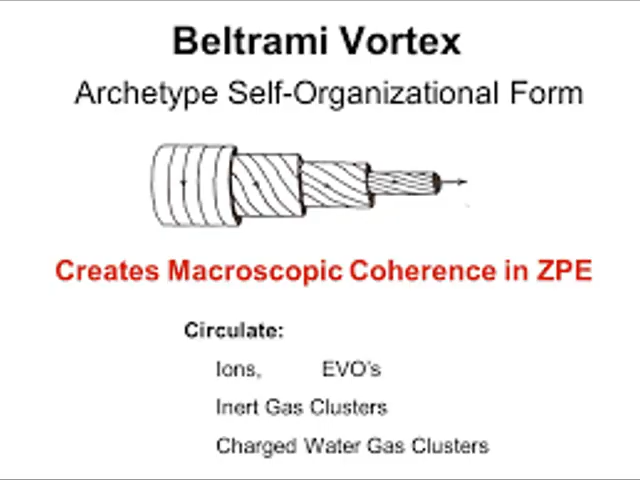 Beltrami Vortex
Archetype Self-Organizational Form
Creates Macroscopic Coherence in ZPE
Circulate:
Ions, EVO's
Inert Gas Clusters
Charged Water Gas Clusters